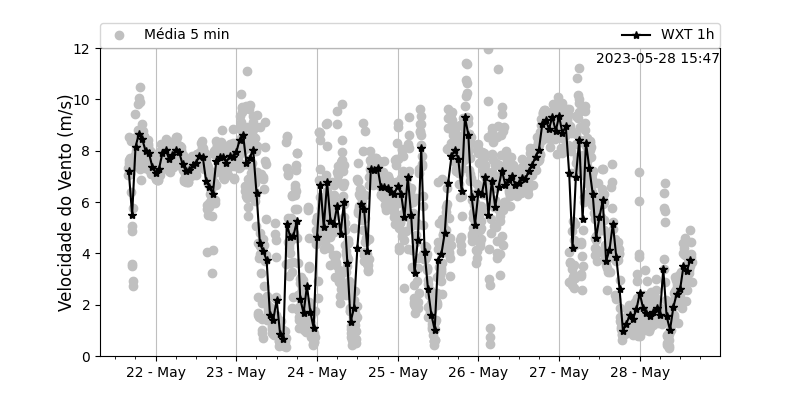 Média 5 min
WXT 1h
2023-05-28 15:47
Velocidade do Vento (m/s)
12
10
8
6
4
2
0
22 - May
23 - May
24 - May
25 - May
26 - May
27 - May
28 - May